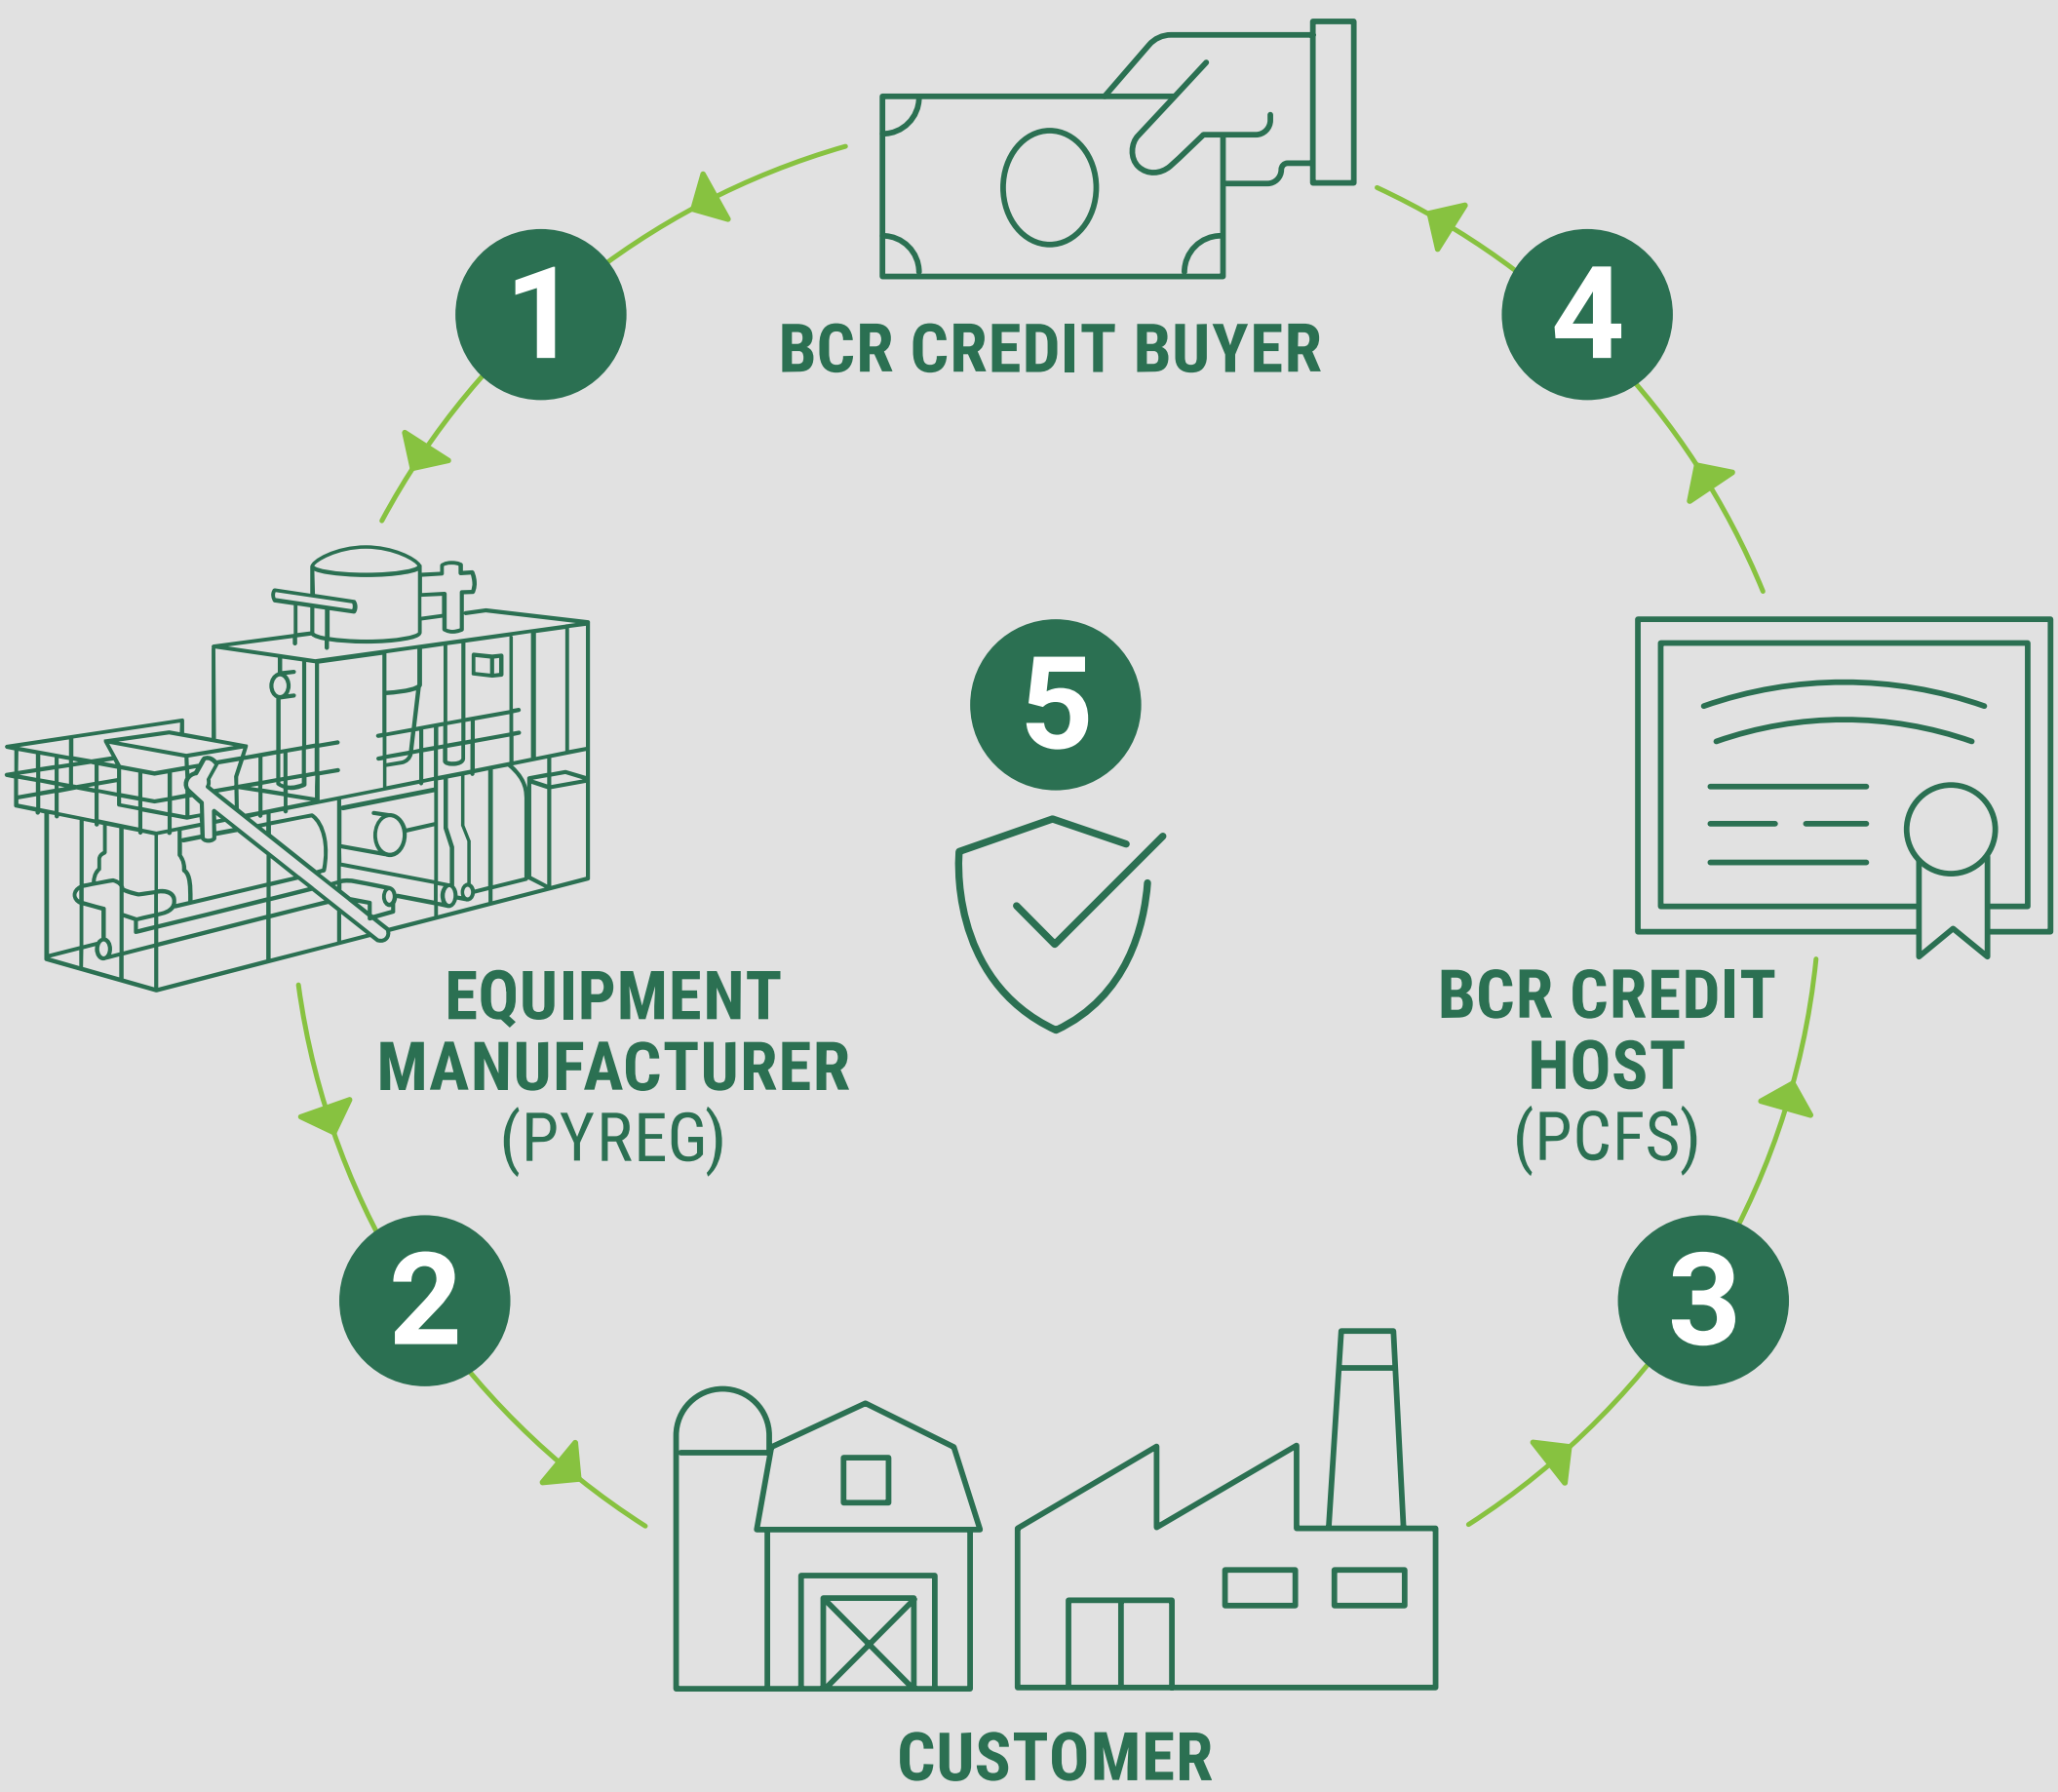 1
4
BCR CREDIT BUYER
5
EQUIPMENT
MANUFACTURER
(PYREG)
BCR CREDIT
HOST
(PCFS)
2
3
CUSTOMER